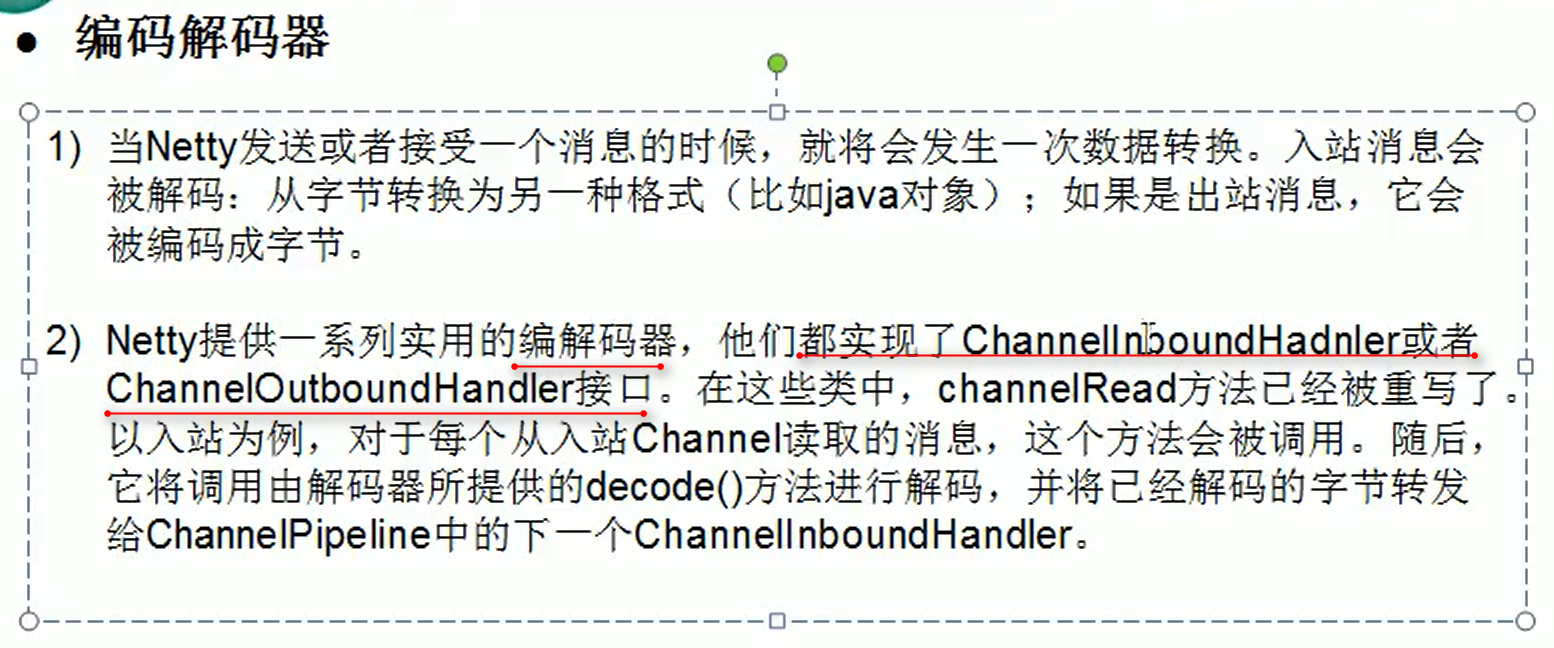 ● 编码解码器
1) 当Netty发送或者接受一个消息的时候，就将会发生一次数据转换。入站消息会
被解码：从字节转换为另一种格式（比如java对象）；如果是出站消息，它会
被编码成字节。
2) Netty提供一系列实用的编解码器，他们都实现了ChannelInboundHadnler或者
ChannelOutboundHandler接口。在这些类中，channelRead方法已经被重写了。
以入站为例，对于每个从入站Channel读取的消息，这个方法会被调用。随后，
它将调用由解码器所提供的decode()方法进行解码，并将已经解码的字节转发
给ChannelPipeline中的下一个ChannelInboundHandler。